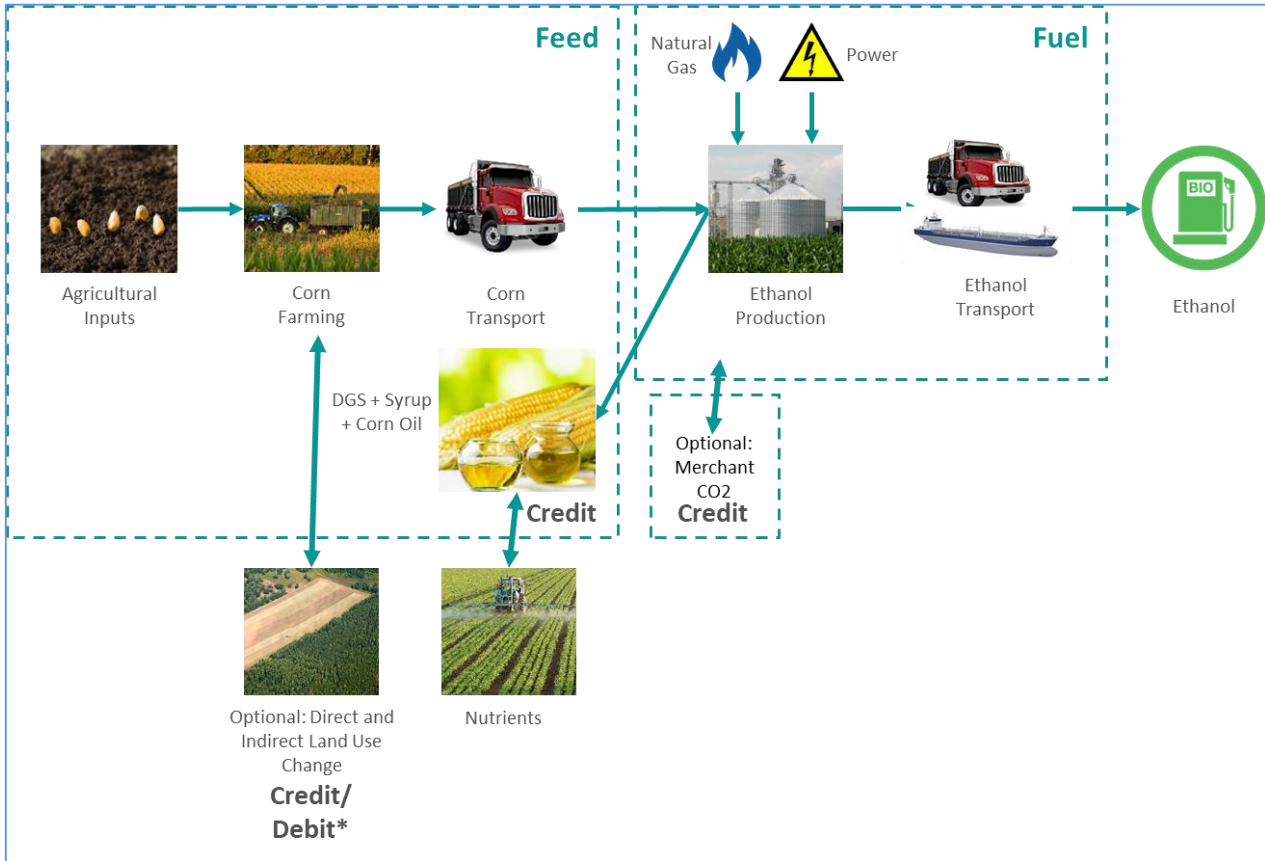 Feed
Fuel
Natural
Gas
Power
BIO
Agricultural
Inputs
Corn
Farming
Corn
Transport
Ethanol
Production
Ethanol
Transport
Ethanol
DGS + Syrup
+ Corn Oil
Credit
Optional:
Merchant
CO2
Credit
Optional: Direct and
Indirect Land Use
Change
Credit/
Debit*
Nutrients